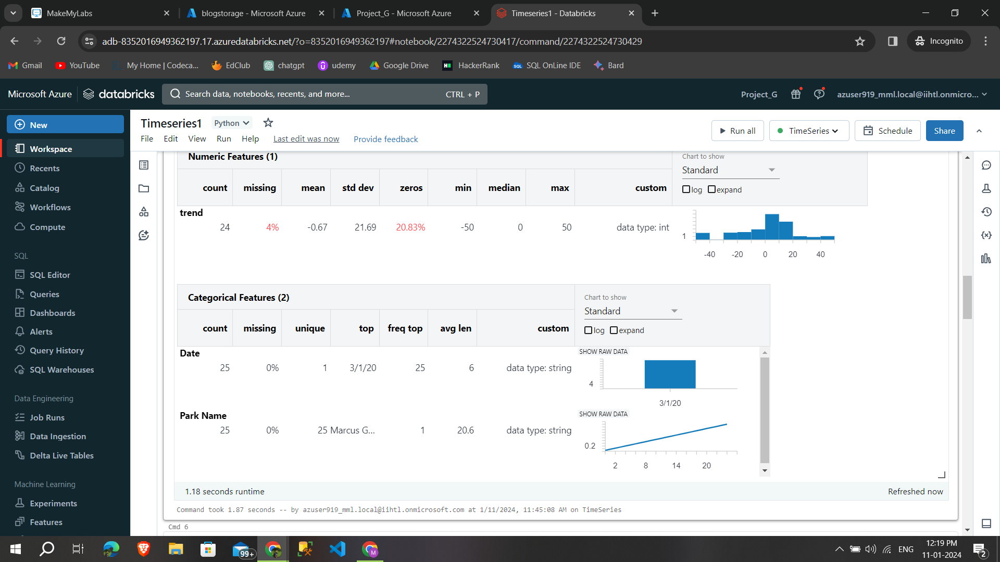 MakeMyLabs
blogstorage - Microsoft Azure
Project_G - Microsoft Azure
Timeseries1 - Databricks
adb-8352016949362197.17.azuredatabricks.net/?o=8352016949362197#notebook/2274322524730417/command/2274322524730429
Incognito
Gmail
YouTube
My Home | Codeca...
EdClub
chatgpt
udemy
Google Drive
HackerRank
SQL OnLine IDE
Bard
Microsoft Azure
databricks
Search data, notebooks, recents, and more...
CTRL + P
Project_G
azuser919_mml.local@iihtl.onmicro...
New
Workspace
Recents
Catalog
Workflows
Compute
SQL
SQL Editor
Queries
Dashboards
Alerts
Query History
SQL Warehouses
Data Engineering
Job Runs
Data Ingestion
Delta Live Tables
Machine Learning
Experiments
Features
Timeseries1
Python
File Edit View Run Help
Last edit was now
Provide feedback
Run all
TimeSeries
Schedule
Share
Numeric Features (1)
Chart to show
Standard
log expand
count missing mean std dev zeros min median max custom
trend
24 4% -0.67 21.69 20.83% -50 0 50 data type: int
1
-40 -20 0 20 40
Categorical Features (2)
Chart to show
Standard
log expand
count missing unique top freq top avg len custom
Date
25 0% 1 3/1/20 25 6 data type: string
SHOW RAW DATA
4
3/1/20
Park Name
25 0% 25 Marcus G... 1 20.6 data type: string
SHOW RAW DATA
0.2
2 8 14 20
1.18 seconds runtime
Refreshed now
Command took 1.87 seconds -- by azuser919_mml.local@iihtl.onmicrosoft.com at 1/11/2024, 11:45:08 AM on TimeSeries
Cmd 6
99+
M
ENG
12:19 PM
11-01-2024
2